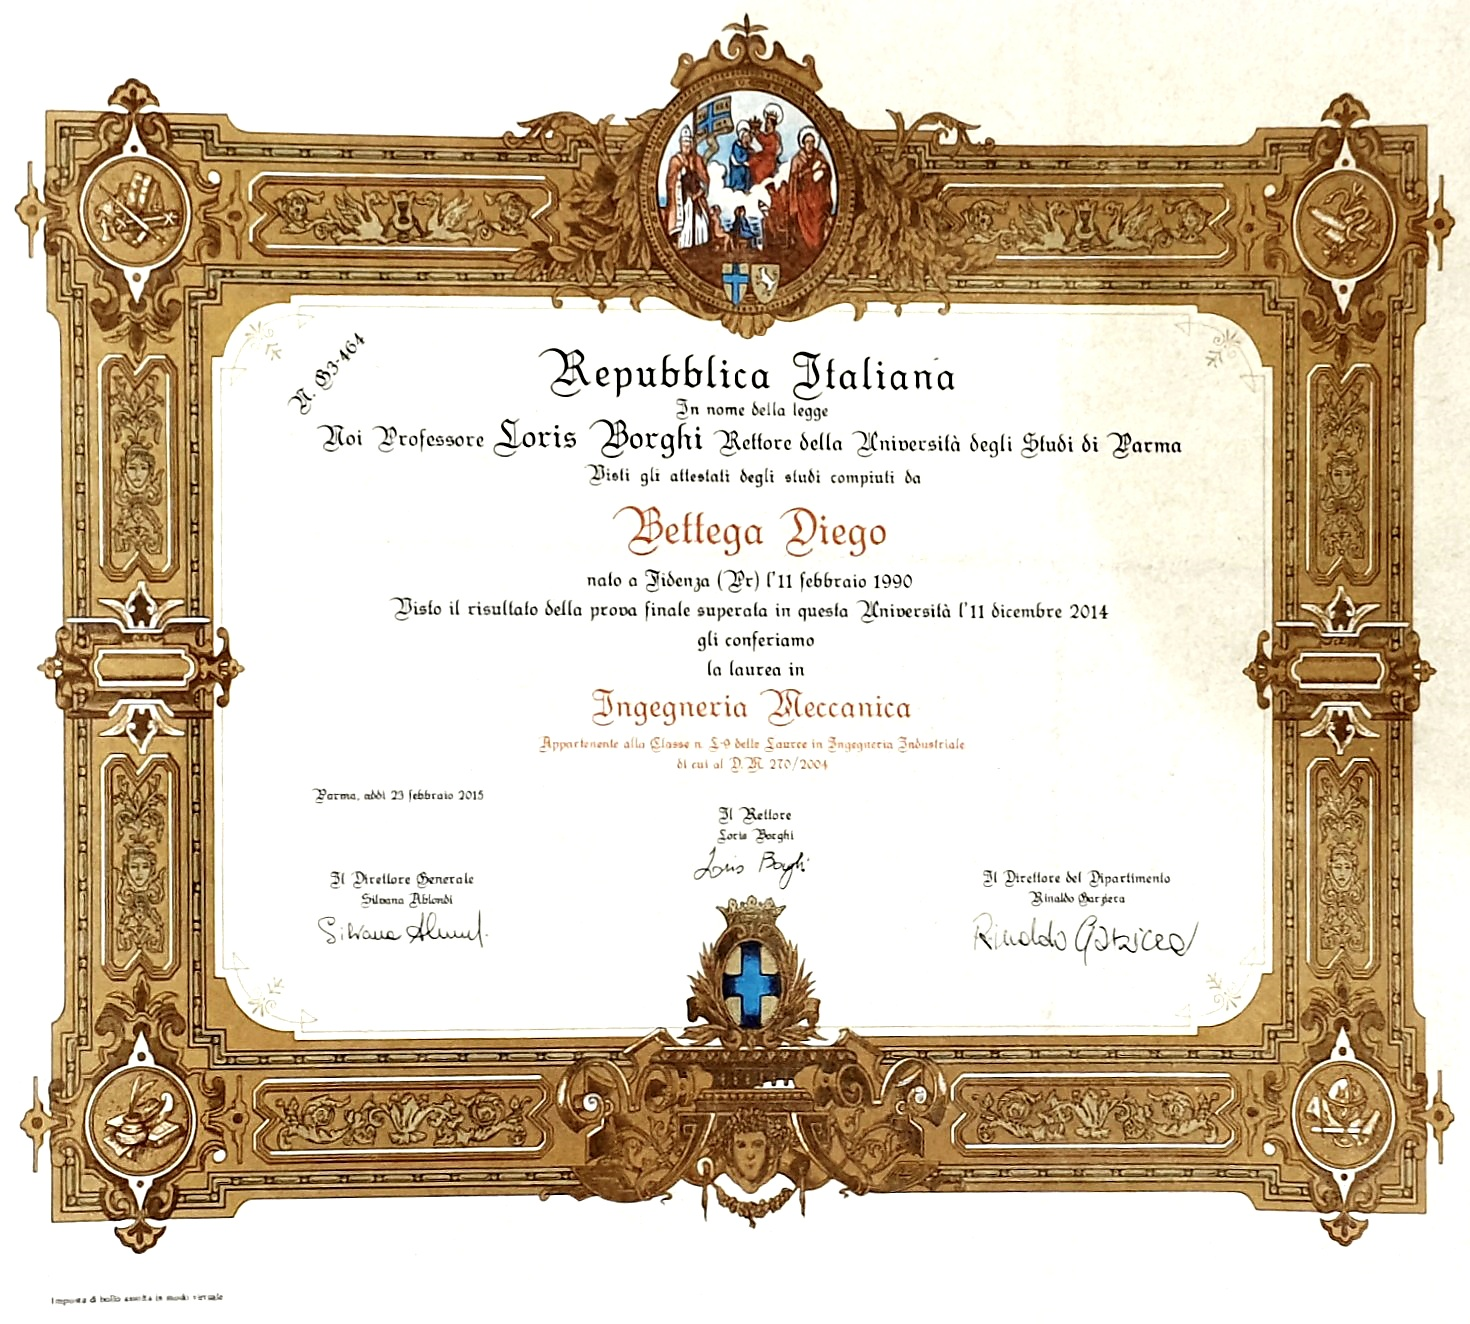 N. G3-464
Repubblica Italiana
In nome della legge
Noi Professore Loris Borghi Rettore della Università degli Studi di Parma
Visti gli attestati degli studi compiuti da
Bettega Diego
nato a Fidenza (Pr) l'11 febbraio 1990
Visto il risultato della prova finale superata in questa Università l'11 dicembre 2014
gli conferiamo
la laurea in
Ingegneria Meccanica
Appartenente alla Classe n. L-9 delle Lauree in Ingegneria Industriale
di cui al D.M. 270/2004
Parma, addì 23 febbraio 2015
Il Rettore
Loris Borghi
Loris Borghi
Il Direttore Generale
Silvana Ablondi
Silvana
Il Direttore del Dipartimento
Rinaldo Garziera
Rinaldo Garziera
Imposta di bollo assolta in modo virtuale